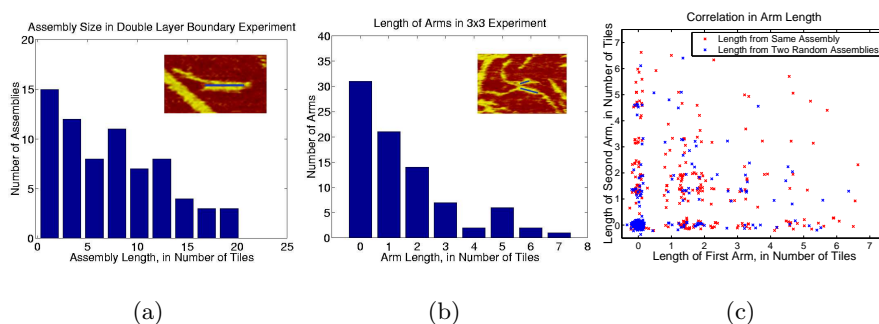 Assembly Size in Double Layer Boundary Experiment
20
15
10
5
0
Number of Assemblies
0 5 10 15 20 25
Assembly Length, in Number of Tiles
(a)
Length of Arms in 3x3 Experiment
40
35
30
25
20
15
10
5
0
Number of Arms
0 1 2 3 4 5 6 7 8
Arm Length, in Number of Tiles
(b)
Correlation in Arm Length
Length from Same Assembly
Length from Two Random Assemblies
7
6
5
4
3
2
1
0
Length of Second Arm, in Number of Tiles
0 1 2 3 4 5 6 7
Length of First Arm, in Number of Tiles
(c)